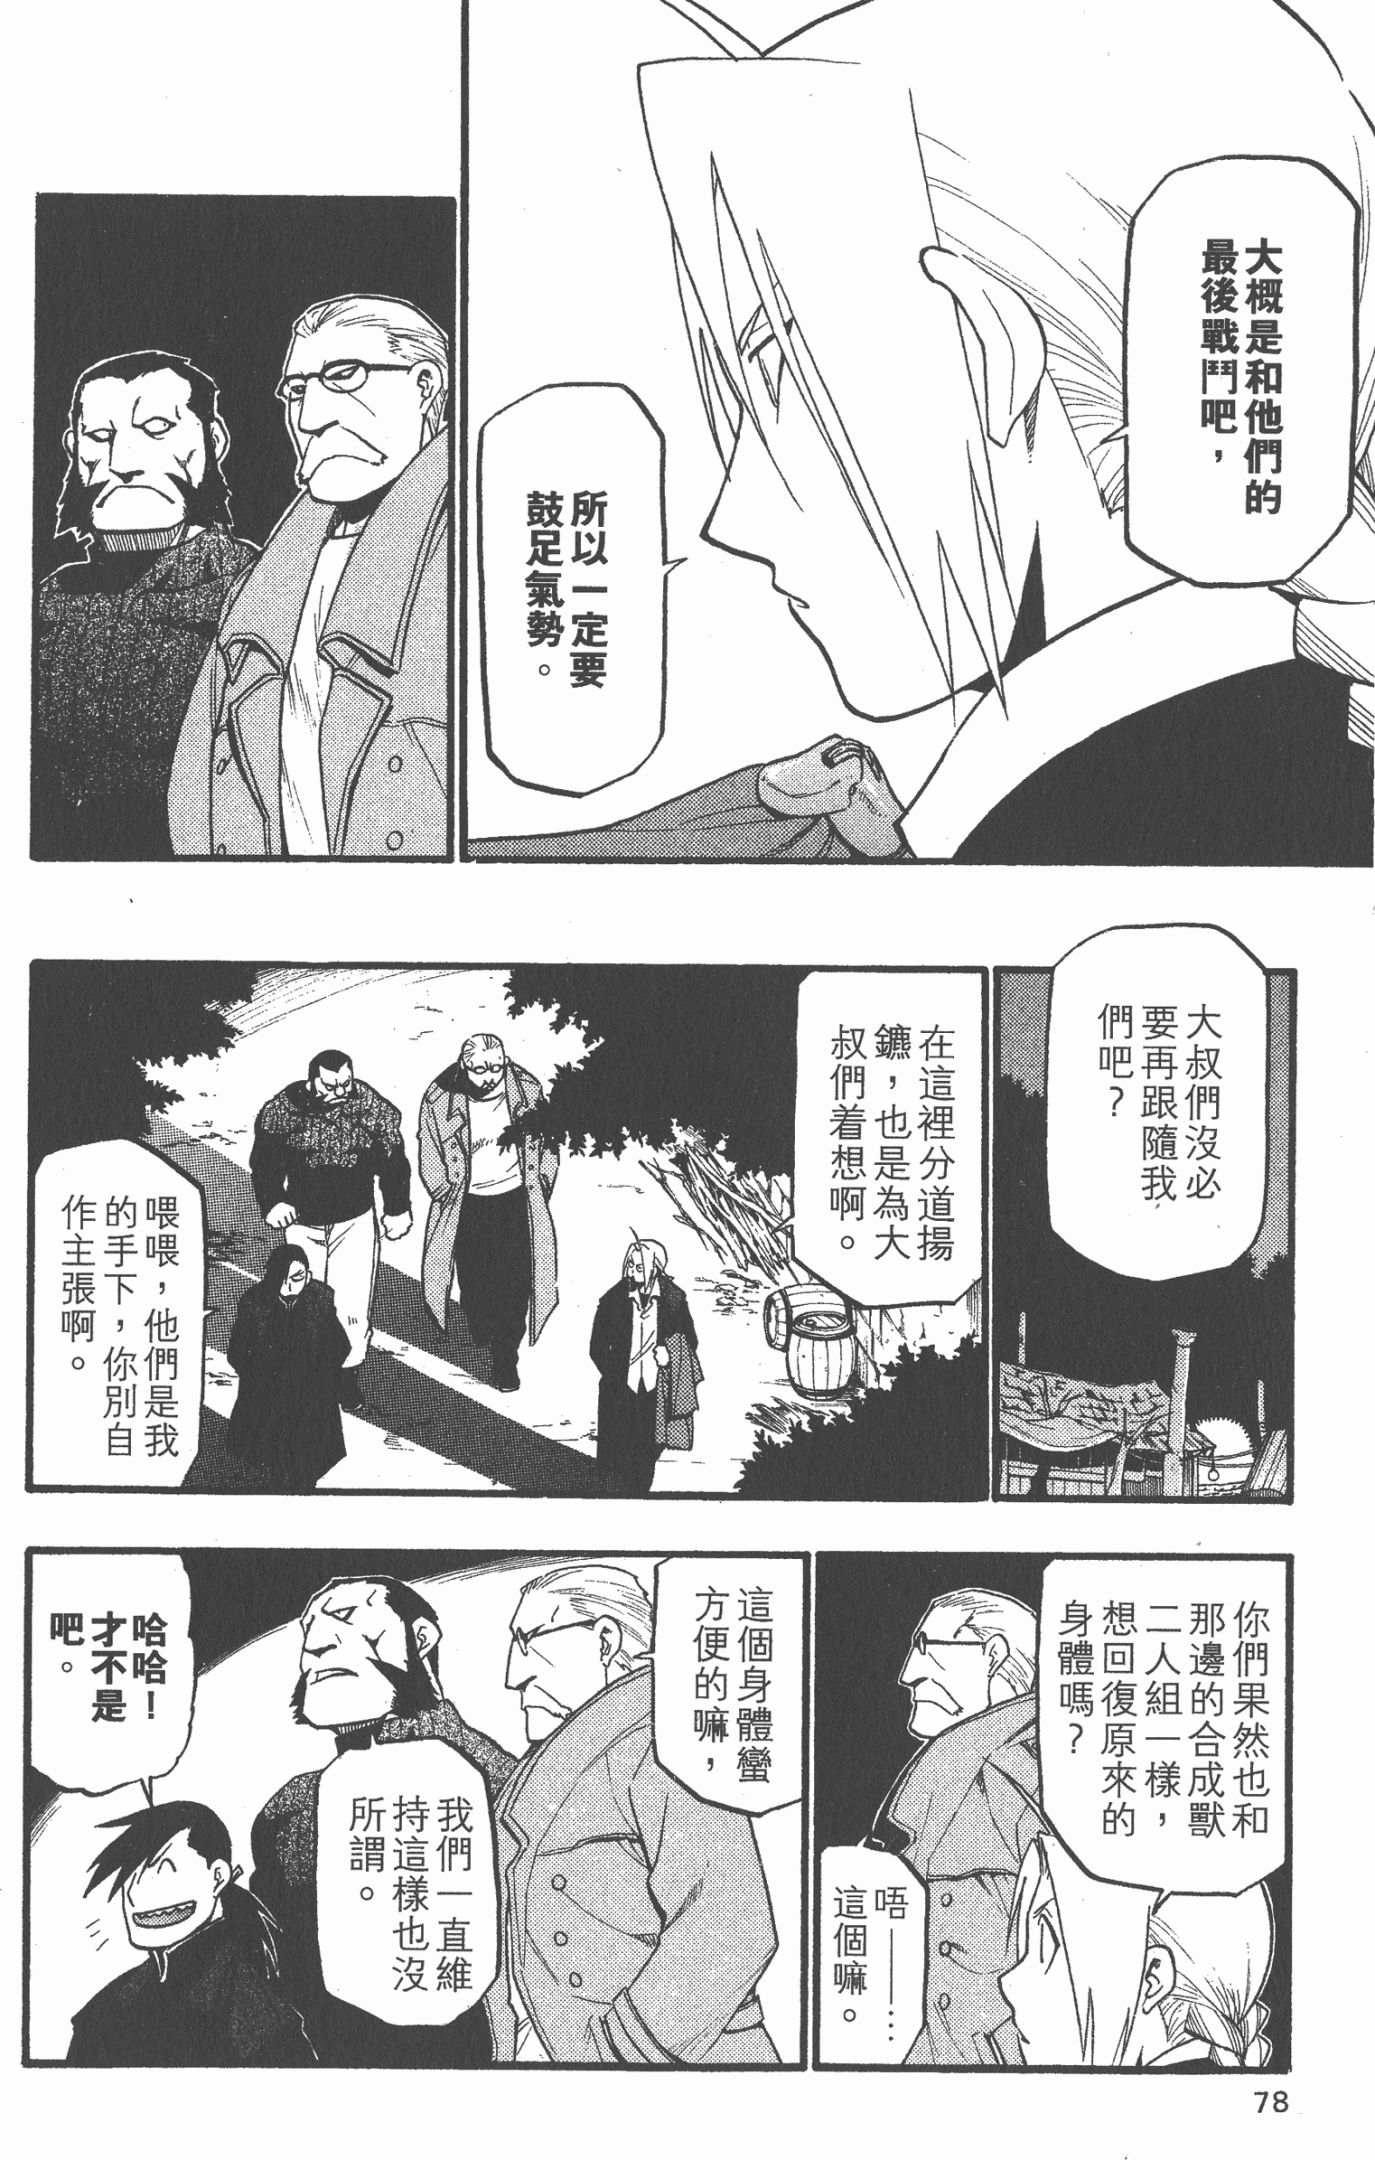 大概是和他們的
最後戰鬥吧，
所以一定要
鼓足氣勢。
大叔們沒必
要再跟隨我
們吧？
在這裡分道揚
鑣，也是為大
叔們着想啊。
喂喂，他們是我
的手下，你別自
作主張啊。
你們果然也和
那邊的合成獸
二人組一樣，
想回復原來的
身體嗎？
唔——…
這個嘛。
這個身體蠻
方便的嘛，
我們一直維
持這樣也沒
所謂。
哈哈！
才不是
吧。
78